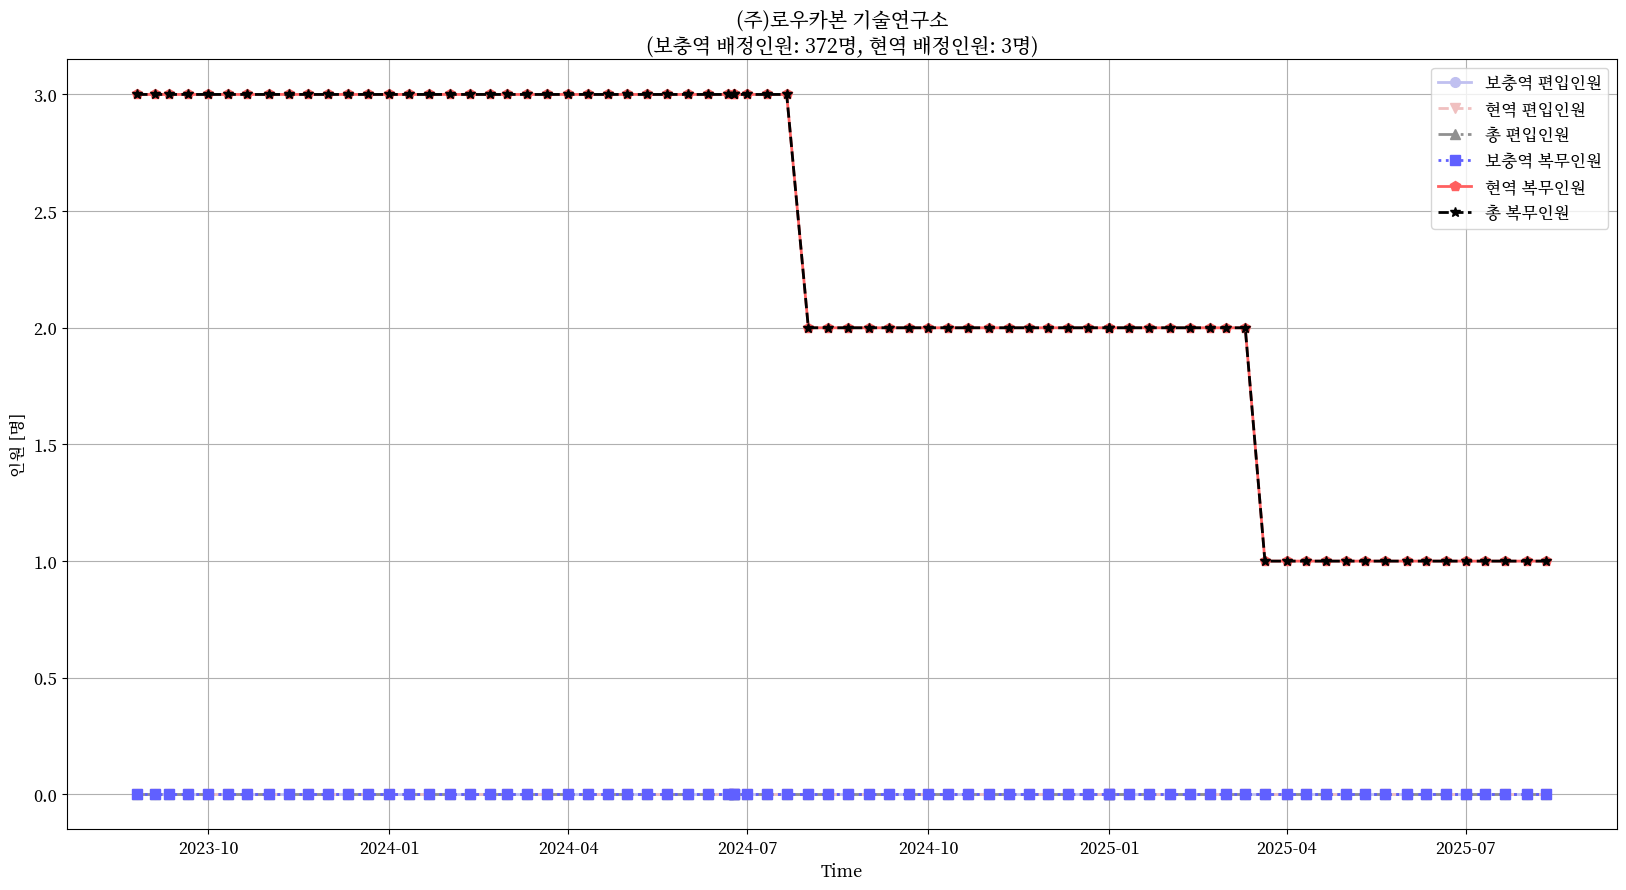 (주)로우카본 기술연구소
(보충역 배정인원: 372명, 현역 배정인원: 3명)
보충역 편입인원
현역 편입인원
총 편입인원
보충역 복무인원
현역 복무인원
총 복무인원
인원 [명]
3.0
2.5
2.0
1.5
1.0
0.5
0.0
2023-10
2024-01
2024-04
2024-07
2024-10
2025-01
2025-04
2025-07
Time